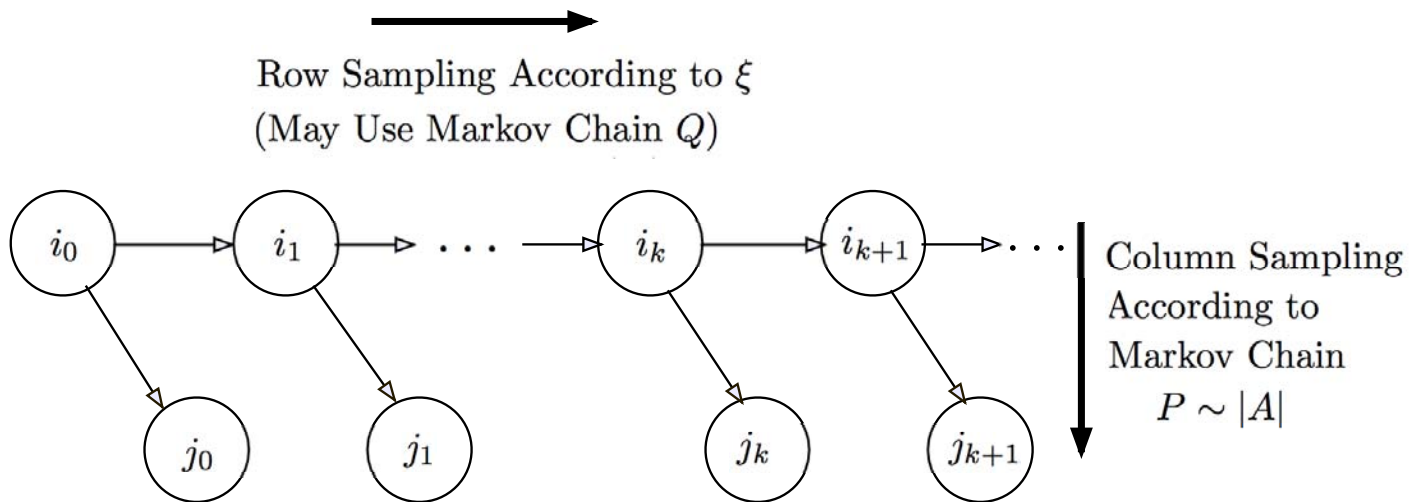 Row Sampling According to ξ
(May Use Markov Chain Q)
i₀ i₁ ··· iₖ iₖ₊₁ ···
j₀ j₁ jₖ jₖ₊₁
Column Sampling
According to
Markov Chain
P ∼ |A|